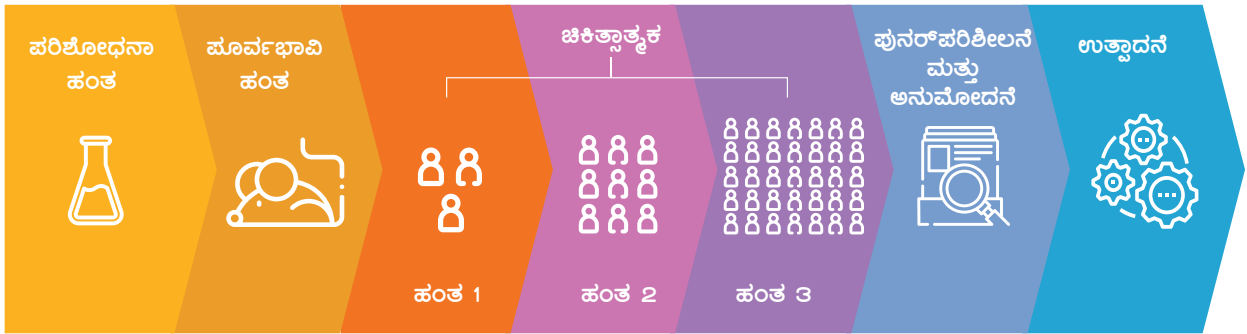 ಪರಿಶೋಧನಾ
ಹಂತ
ಪೂರ್ವಭಾವಿ
ಹಂತ
ಚಿಕಿತ್ಸಾತ್ಮಕ
ಹಂತ 1
ಹಂತ 2
ಹಂತ 3
ಪುನರ್‌ಪರಿಶೀಲನೆ
ಮತ್ತು
ಅನುಮೋದನೆ
ಉತ್ಪಾದನೆ